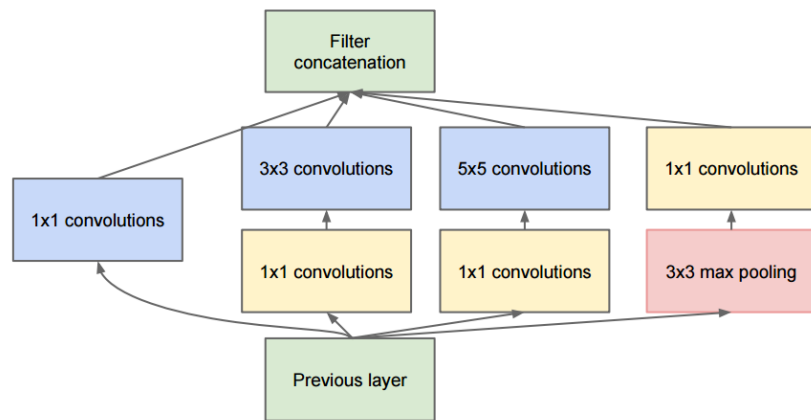 Filter
concatenation
3x3 convolutions
5x5 convolutions
1x1 convolutions
1x1 convolutions
1x1 convolutions
1x1 convolutions
3x3 max pooling
Previous layer